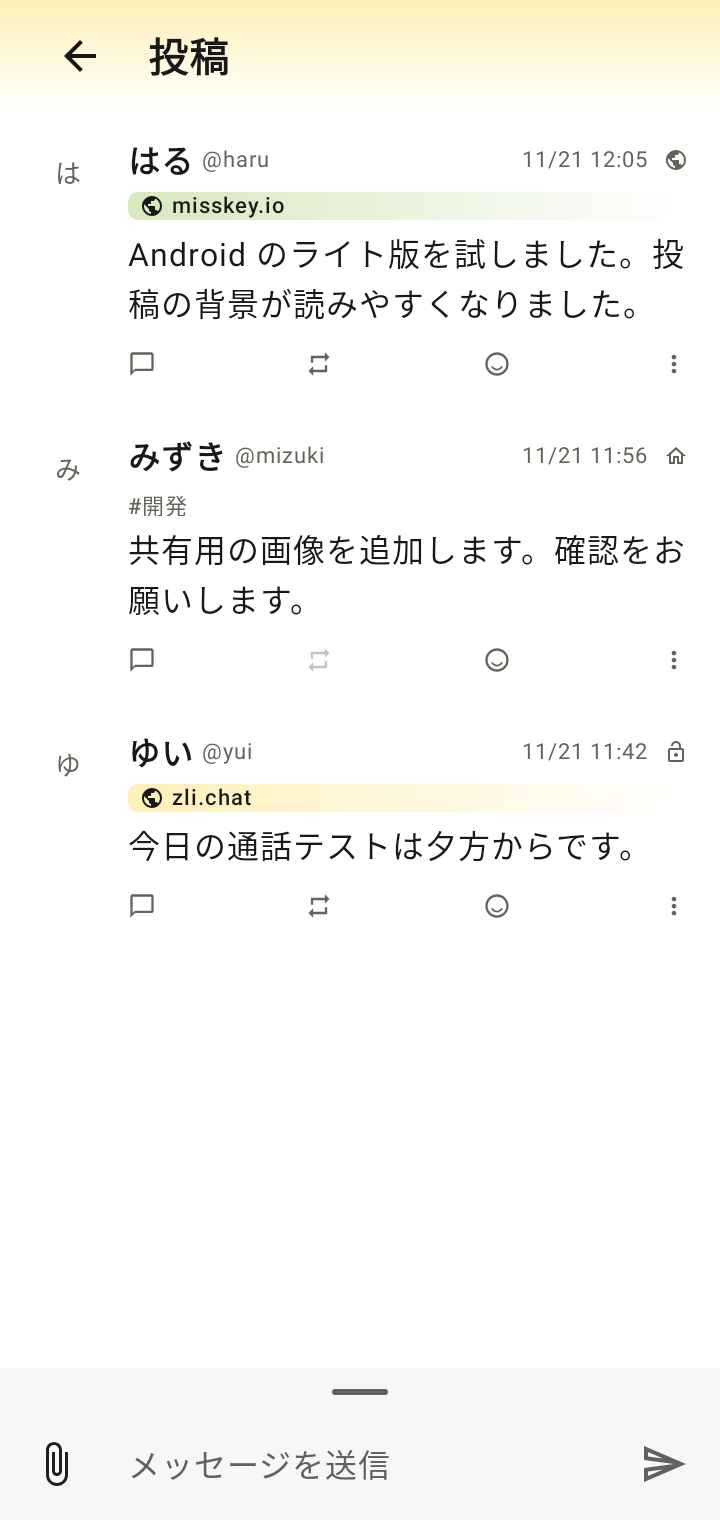 投稿
は
はる @haru 11/21 12:05
misskey.io
Android のライト版を試しました。投
稿の背景が読みやすくなりました。
み
みずき @mizuki 11/21 11:56
#開発
共有用の画像を追加します。確認をお
願いします。
ゆ
ゆい @yui 11/21 11:42
zli.chat
今日の通話テストは夕方からです。
メッセージを送信